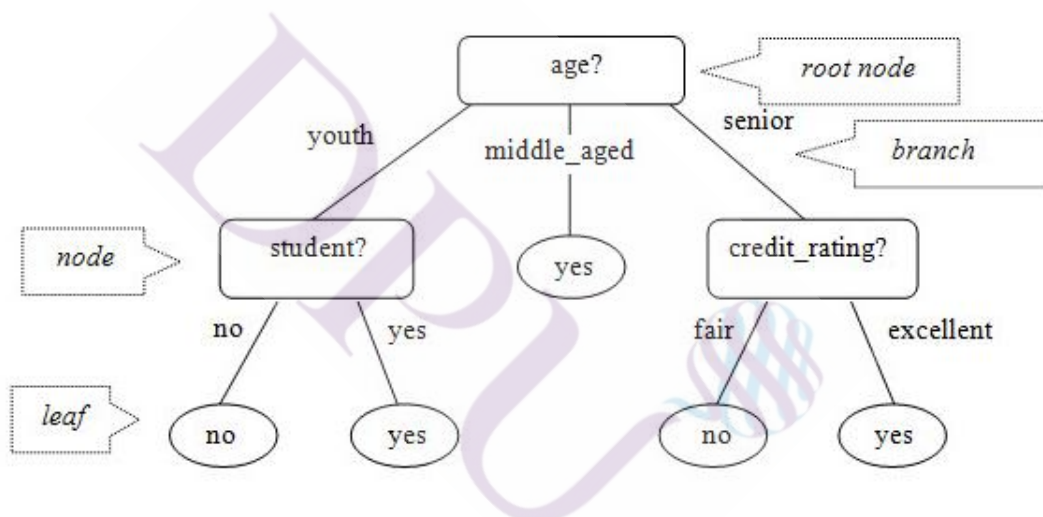 age?
root node
youth
middle_aged
senior
branch
node
student?
yes
credit_rating?
no
yes
fair
excellent
leaf
no
yes
no
yes
DPU